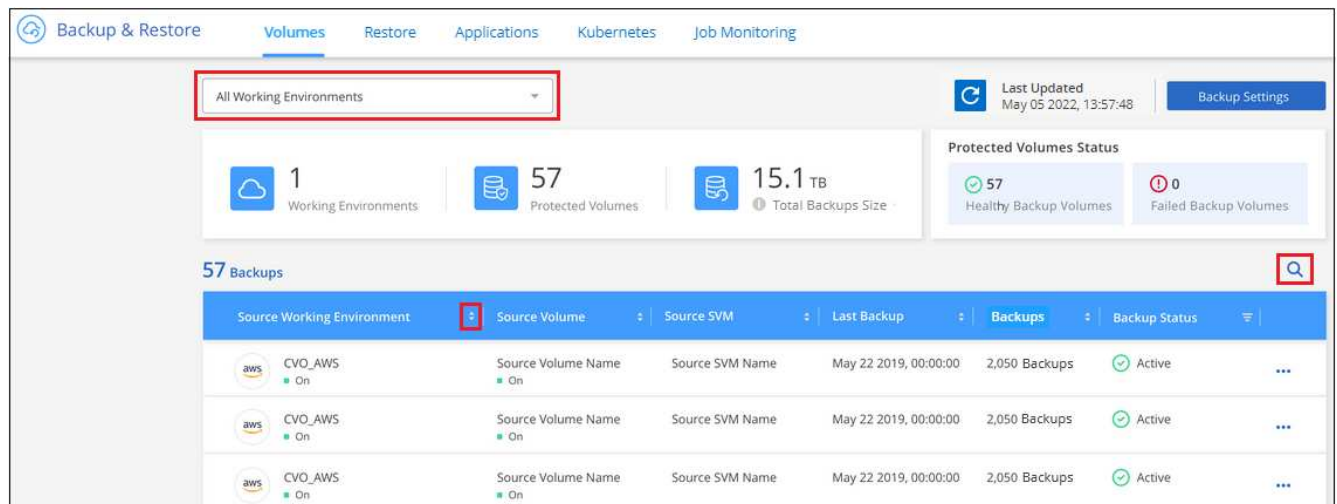 Backup & Restore Volumes Restore Applications Kubernetes Job Monitoring
All Working Environments
Last Updated
May 05 2022, 13:57:48
Backup Settings
1
Working Environments
57
Protected Volumes
15.1 TB
Total Backups Size
Protected Volumes Status
57
Healthy Backup Volumes
0
Failed Backup Volumes
57 Backups
Source Working Environment Source Volume Source SVM Last Backup Backups Backup Status
aws CVO_AWS Source Volume Name Source SVM Name May 22 2019, 00:00:00 2,050 Backups Active
On On
aws CVO_AWS Source Volume Name Source SVM Name May 22 2019, 00:00:00 2,050 Backups Active
On On
aws CVO_AWS Source Volume Name Source SVM Name May 22 2019, 00:00:00 2,050 Backups Active
On On